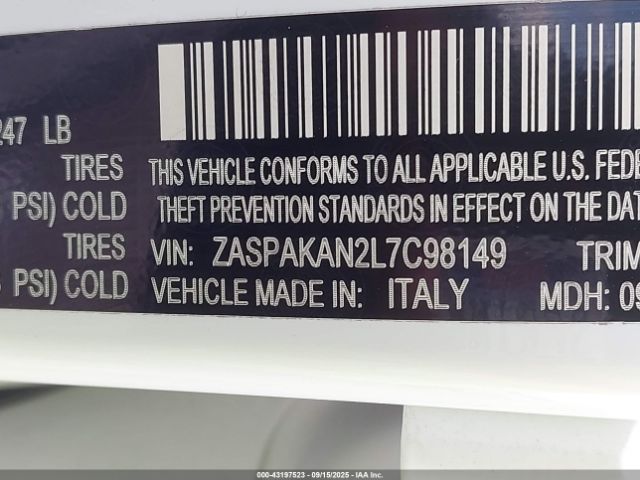 247 LB
TIRES
PSI) COLD
TIRES
PSI) COLD
THIS VEHICLE CONFORMS TO ALL APPLICABLE U.S. FEDE
THEFT PREVENTION STANDARDS IN EFFECT ON THE DAT
VIN: ZASPAKAN2L7C98149 TRIM
VEHICLE MADE IN: ITALY MDH: 09
000-43197523 - 09/15/2025 - IAA Inc.